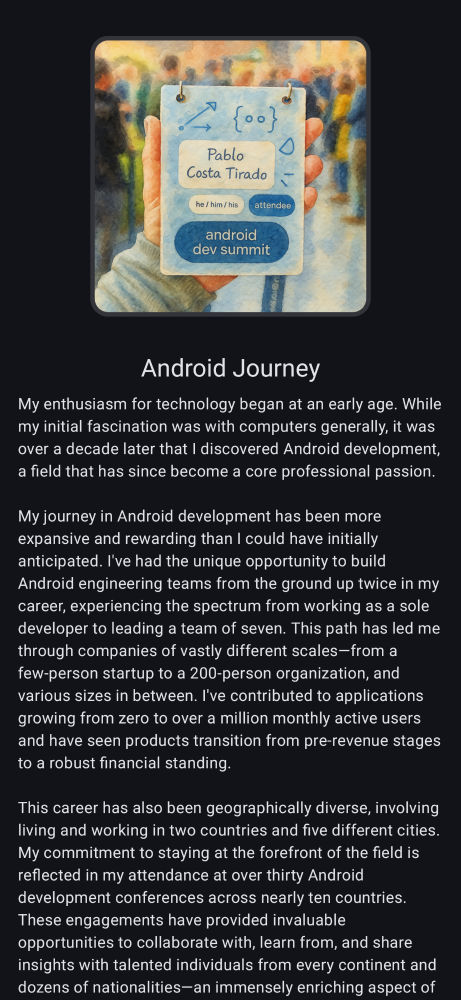 Pablo
Costa Tirado
he / him / his
attendee
android
dev summit
Android Journey
My enthusiasm for technology began at an early age. While
my initial fascination was with computers generally, it was
over a decade later that I discovered Android development,
a field that has since become a core professional passion.
My journey in Android development has been more
expansive and rewarding than I could have initially
anticipated. I've had the unique opportunity to build
Android engineering teams from the ground up twice in my
career, experiencing the spectrum from working as a sole
developer to leading a team of seven. This path has led me
through companies of vastly different scales—from a
few-person startup to a 200-person organization, and
various sizes in between. I've contributed to applications
growing from zero to over a million monthly active users
and have seen products transition from pre-revenue stages
to a robust financial standing.
This career has also been geographically diverse, involving
living and working in two countries and five different cities.
My commitment to staying at the forefront of the field is
reflected in my attendance at over thirty Android
development conferences across nearly ten countries.
These engagements have provided invaluable
opportunities to collaborate with, learn from, and share
insights with talented individuals from every continent and
dozens of nationalities—an immensely enriching aspect of